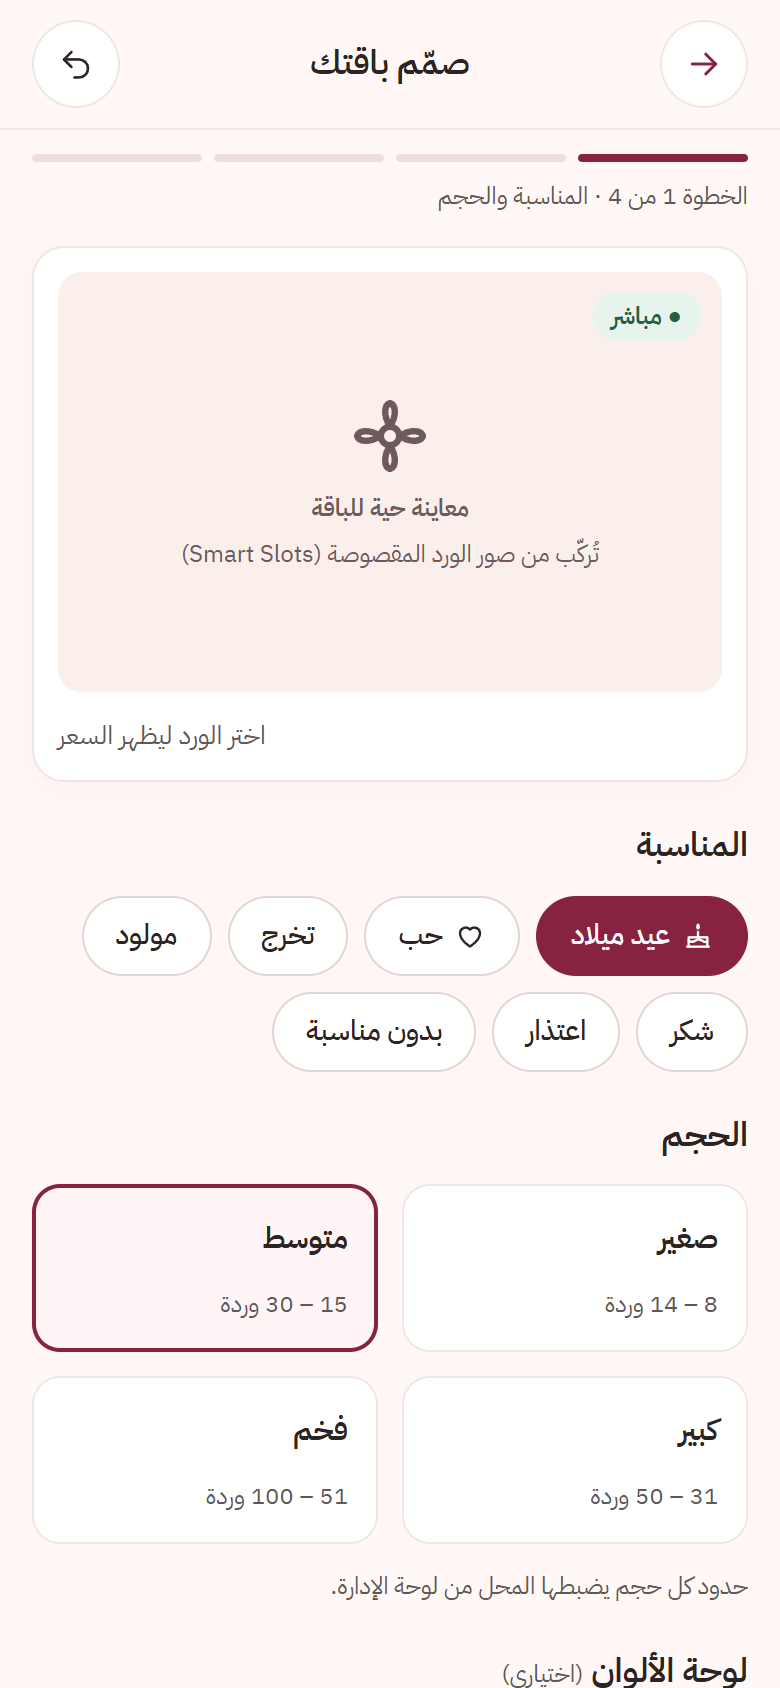 صمّم باقتك
الخطوة 1 من 4 · المناسبة والحجم
مباشر
معاينة حية للباقة
تُركّب من صور الورد المقصوصة (Smart Slots)
اختر الورد ليظهر السعر
المناسبة
عيد ميلاد
حب
تخرج
مولود
شكر
اعتذار
بدون مناسبة
الحجم
صغير
8 – 14 وردة
متوسط
15 – 30 وردة
كبير
31 – 50 وردة
فخم
51 – 100 وردة
حدود كل حجم يضبطها المحل من لوحة الإدارة.
لوحة الألوان (اختياري)